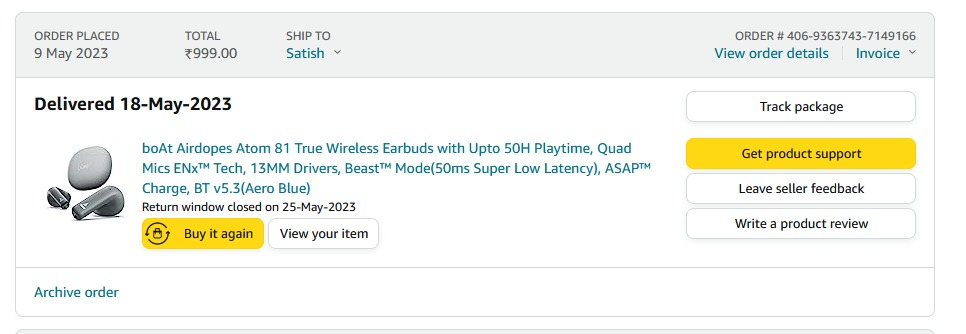 ORDER PLACED
9 May 2023
TOTAL
₹999.00
SHIP TO
Satish
ORDER # 406-9363743-7149166
View order details
Invoice
Delivered 18-May-2023
boAt Airdopes Atom 81 True Wireless Earbuds with Upto 50H Playtime, Quad
Mics ENx™ Tech, 13MM Drivers, Beast™ Mode(50ms Super Low Latency), ASAP™
Charge, BT v5.3(Aero Blue)
Return window closed on 25-May-2023
Buy it again
View your item
Track package
Get product support
Leave seller feedback
Write a product review
Archive order